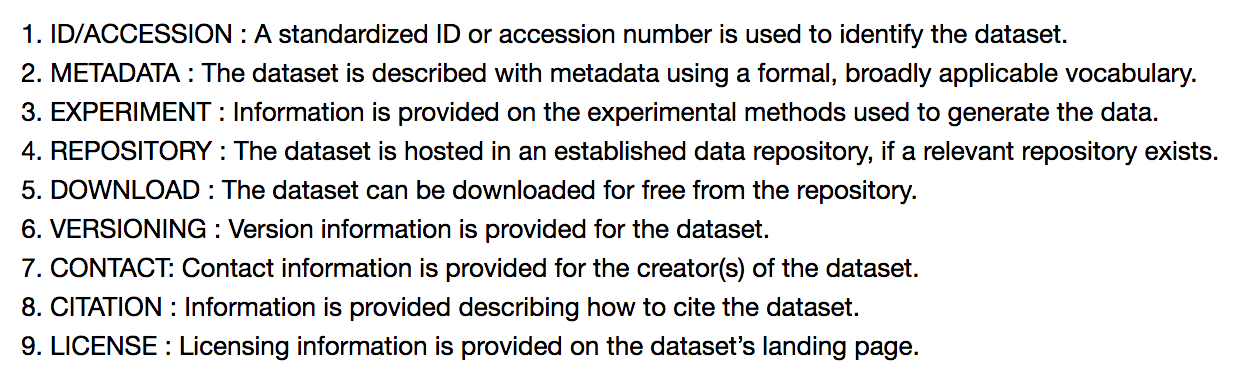 1. ID/ACCESSION : A standardized ID or accession number is used to identify the dataset.
2. METADATA : The dataset is described with metadata using a formal, broadly applicable vocabulary.
3. EXPERIMENT : Information is provided on the experimental methods used to generate the data.
4. REPOSITORY : The dataset is hosted in an established data repository, if a relevant repository exists.
5. DOWNLOAD : The dataset can be downloaded for free from the repository.
6. VERSIONING : Version information is provided for the dataset.
7. CONTACT: Contact information is provided for the creator(s) of the dataset.
8. CITATION : Information is provided describing how to cite the dataset.
9. LICENSE : Licensing information is provided on the dataset’s landing page.